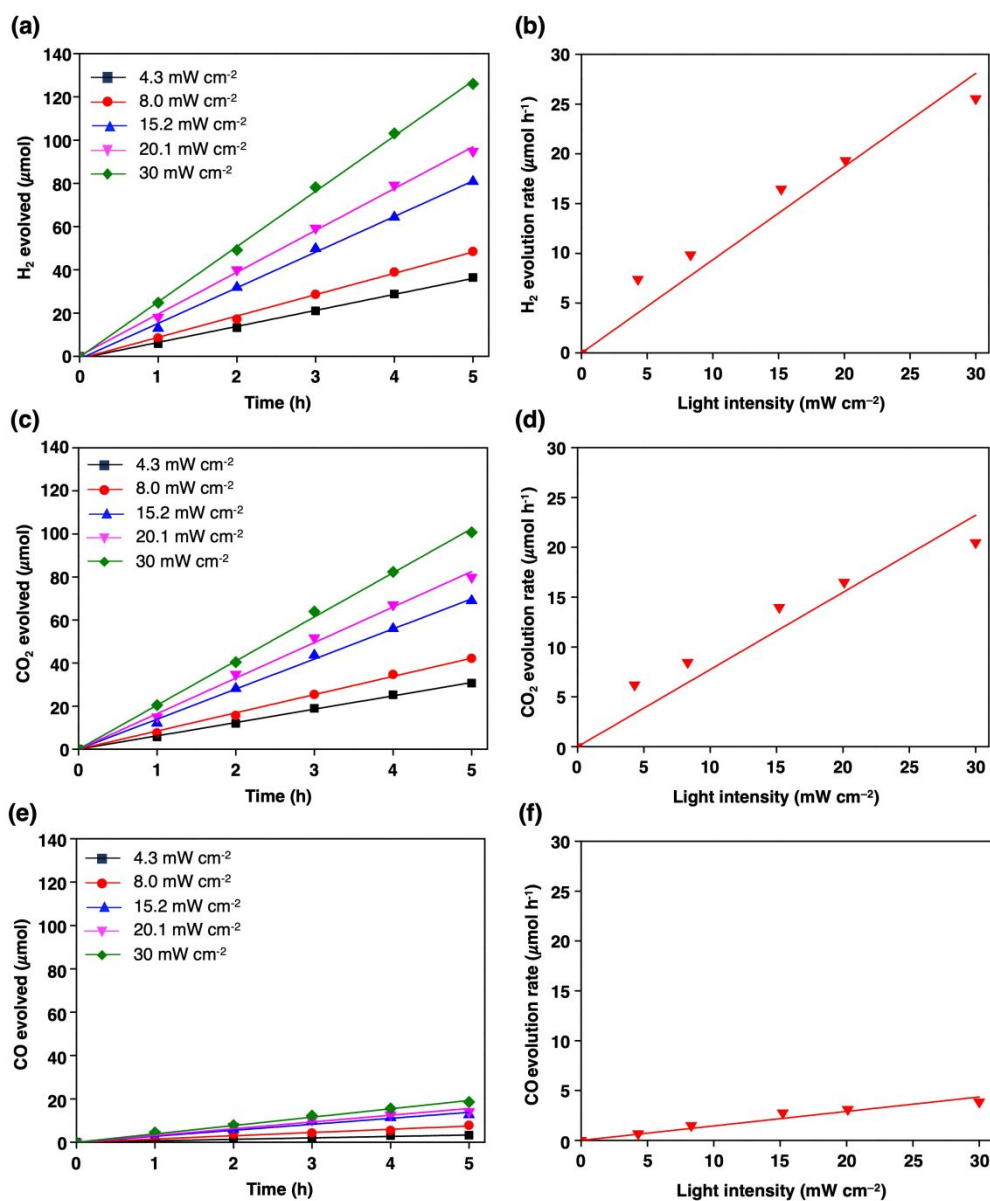 (a)
140
120
100
80
60
40
20
0
H₂ evolved (μmol)
4.3 mW cm⁻²
8.0 mW cm⁻²
15.2 mW cm⁻²
20.1 mW cm⁻²
30 mW cm⁻²
0 1 2 3 4 5
Time (h)
(b)
30
25
20
15
10
5
0
H₂ evolution rate (μmol h⁻¹)
0 5 10 15 20 25 30
Light intensity (mW cm⁻²)
(c)
140
120
100
80
60
40
20
0
CO₂ evolved (μmol)
4.3 mW cm⁻²
8.0 mW cm⁻²
15.2 mW cm⁻²
20.1 mW cm⁻²
30 mW cm⁻²
0 1 2 3 4 5
Time (h)
(d)
30
25
20
15
10
5
0
CO₂ evolution rate (μmol h⁻¹)
0 5 10 15 20 25 30
Light intensity (mW cm⁻²)
(e)
140
120
100
80
60
40
20
0
CO evolved (μmol)
4.3 mW cm⁻²
8.0 mW cm⁻²
15.2 mW cm⁻²
20.1 mW cm⁻²
30 mW cm⁻²
0 1 2 3 4 5
Time (h)
(f)
30
25
20
15
10
5
0
CO evolution rate (μmol h⁻¹)
0 5 10 15 20 25 30
Light intensity (mW cm⁻²)